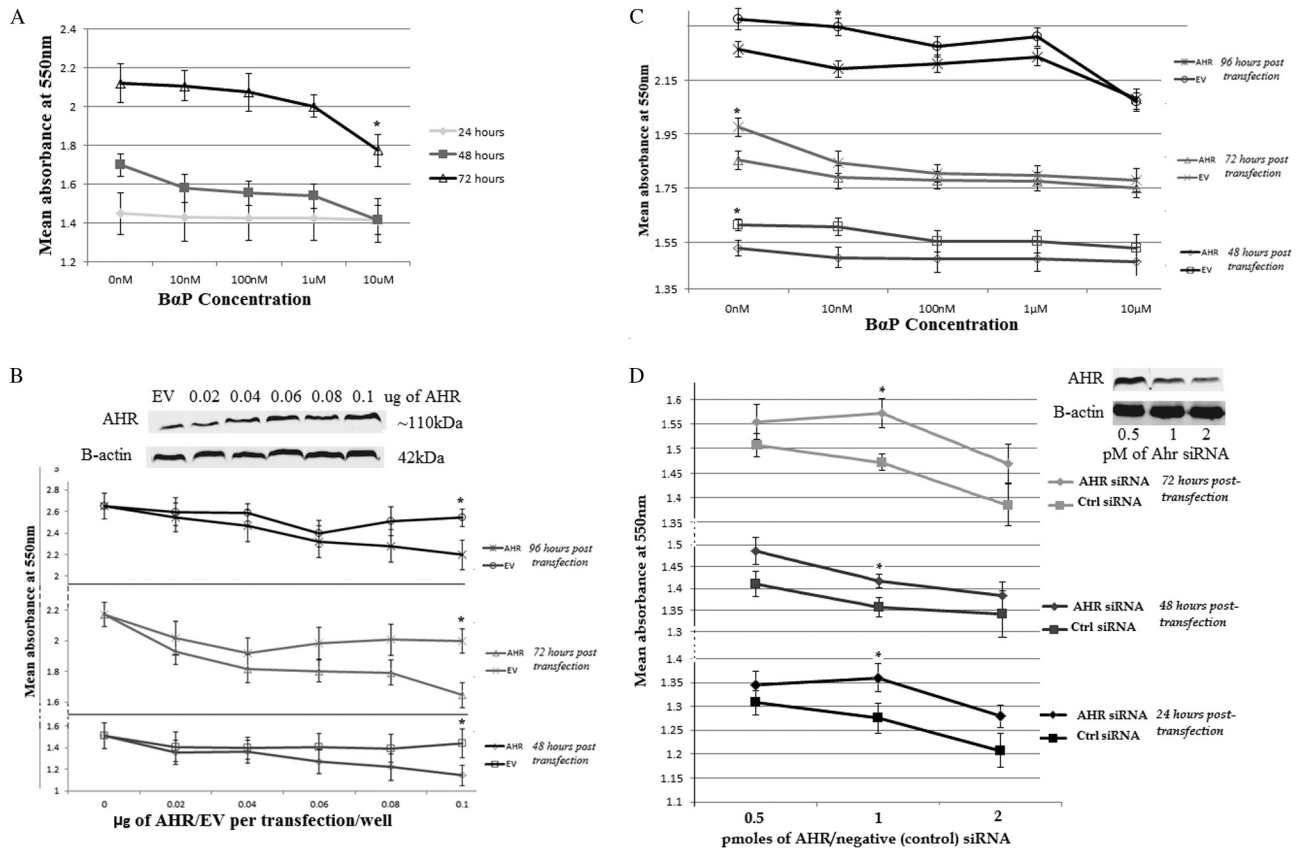 A
Mean absorbance at 550nm
2.4
2.2
2
1.8
1.6
1.4
1.2
*
0nM 10nM 100nM 1uM 10uM
BαP Concentration
24 hours
48 hours
72 hours
B
EV 0.02 0.04 0.06 0.08 0.1 ug of AHR
AHR ~110kDa
B-actin 42kDa
Mean absorbance at 550nm
3
2.8
2.6
2.4
2.2
2
*
AHR 96 hours post
EV transfection
2.2
2
1.8
1.6
*
AHR 72 hours post
EV transfection
1.6
1.4
1.2
1
*
AHR 48 hours post
EV transfection
0 0.02 0.04 0.06 0.08 0.1
µg of AHR/EV per transfection/well
C
Mean absorbance at 550nm
2.15
1.95
1.75
1.55
1.35
*
*
*
AHR 96 hours post
EV transfection
AHR 72 hours post
EV transfection
AHR 48 hours post
EV transfection
0nM 10nM 100nM 1µM 10µM
BαP Concentration
D
AHR
B-actin
0.5 1 2
pM of Ahr siRNA
Mean absorbance at 550nm
1.6
1.55
1.5
1.45
1.4
1.35
*
AHR siRNA 72 hours post-
Ctrl siRNA transfection
1.5
1.45
1.4
1.35
1.3
*
AHR siRNA 48 hours post-
Ctrl siRNA transfection
1.4
1.35
1.3
1.25
1.2
1.15
1.1
*
AHR siRNA 24 hours post-
Ctrl siRNA transfection
0.5 1 2
pmoles of AHR/negative (control) siRNA